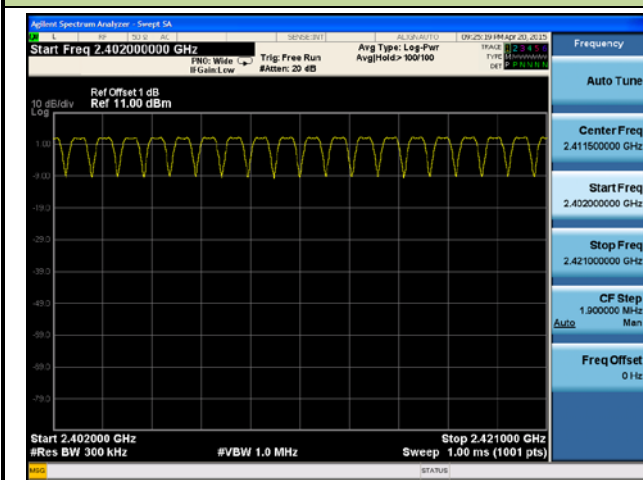 Agilent Spectrum Analyzer - Swept SA
L RF 50 Ω AC SENSE:INT ALIGN AUTO 09:25:19 PM Apr 20, 2015
Start Freq 2.402000000 GHz
PNO: Wide
IFGain:Low
Trig: Free Run
#Atten: 20 dB
Avg Type: Log-Pwr
Avg|Hold:> 100/100
TRACE 1 2 3 4 5 6
TYPE
DET P P N N N N
Ref Offset 1 dB
10 dB/div Ref 11.00 dBm
Log
1.00
-9.00
-19.0
-29.0
-39.0
-49.0
-59.0
-69.0
-79.0
Start 2.402000 GHz Stop 2.421000 GHz
#Res BW 300 kHz #VBW 1.0 MHz Sweep 1.00 ms (1001 pts)
MSG STATUS
Frequency
Auto Tune
Center Freq
2.411500000 GHz
Start Freq
2.402000000 GHz
Stop Freq
2.421000000 GHz
CF Step
1.900000 MHz
Auto Man
Freq Offset
0 Hz